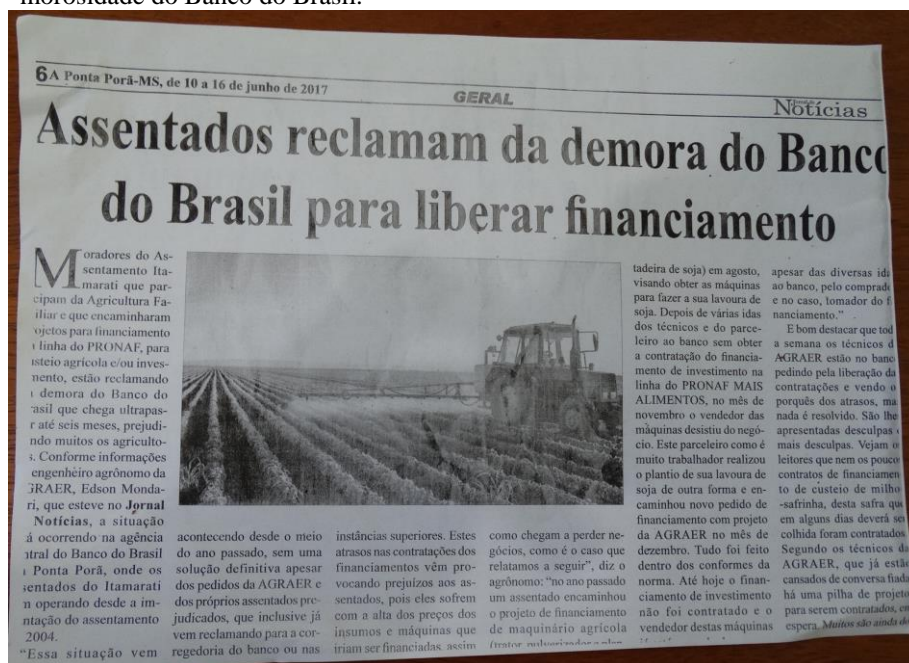 morosidade do Banco do Brasil.
6A Ponta Porã-MS, de 10 a 16 de junho de 2017
GERAL
Jornal de Notícias
Assentados reclamam da demora do Banco
do Brasil para liberar financiamento
Moradores do As-
sentamento Ita-
marati que par-
cipam da Agricultura Fa-
iliar e que encaminharam
ojetos para financiamento
linha do PRONAF, para
usteio agrícola e/ou inves-
mento, estão reclamando
demora do Banco do
asil que chega ultrapas-
r até seis meses, prejudi-
ndo muitos os agriculto-
s. Conforme informações
engenheiro agrônomo da
GRAER, Edson Monda-
ri, que esteve no Jornal
Notícias, a situação
á ocorrendo na agência
ntral do Banco do Brasil
Ponta Porã, onde os
sentados do Itamarati
m operando desde a im-
ntação do assentamento
2004.
"Essa situação vem
acontecendo desde o meio
do ano passado, sem uma
solução definitiva apesar
dos pedidos da AGRAER e
dos próprios assentados pre-
judicados, que inclusive já
vem reclamando para a cor-
regedoria do banco ou nas
instâncias superiores. Estes
atrasos nas contratações dos
financiamentos vêm pro-
vocando prejuízos aos as-
sentados, pois eles sofrem
com a alta dos preços dos
insumos e máquinas que
iriam ser financiadas, assim
como chegam a perder ne-
gócios, como é o caso que
relatamos a seguir", diz o
agrônomo: "no ano passado
um assentado encaminhou
o projeto de financiamento
de maquinário agrícola
(trator, pulverizador e plan-
tadeira de soja) em agosto,
visando obter as máquinas
para fazer a sua lavoura de
soja. Depois de várias idas
dos técnicos e do parce-
leiro ao banco sem obter
a contratação do financia-
mento de investimento na
linha do PRONAF MAIS
ALIMENTOS, no mês de
novembro o vendedor das
máquinas desistiu do negó-
cio. Este parceleiro como é
muito trabalhador realizou
o plantio de sua lavoura de
soja de outra forma e en-
caminhou novo pedido de
financiamento com projeto
da AGRAER no mês de
dezembro. Tudo foi feito
dentro dos conformes da
norma. Até hoje o finan-
ciamento de investimento
não foi contratado e o
vendedor destas máquinas
apesar das diversas ida
ao banco, pelo comprado
e no caso, tomador do f
nanciamento."
E bom destacar que tod
a semana os técnicos d
AGRAER estão no banc
pedindo pela liberação da
contratações e vendo o
porquês dos atrasos, ma
nada é resolvido. São lhe
apresentadas desculpas
mais desculpas. Vejam o
leitores que nem os pouco
contratos de financiamen
to de custeio de milho
-safrinha, desta safra que
em alguns dias deverá se
colhida foram contratados
Segundo os técnicos da
AGRAER, que já estã
cansados de conversa fiada
há uma pilha de projeto
para serem contratados, em
espera. Muitos são ainda de